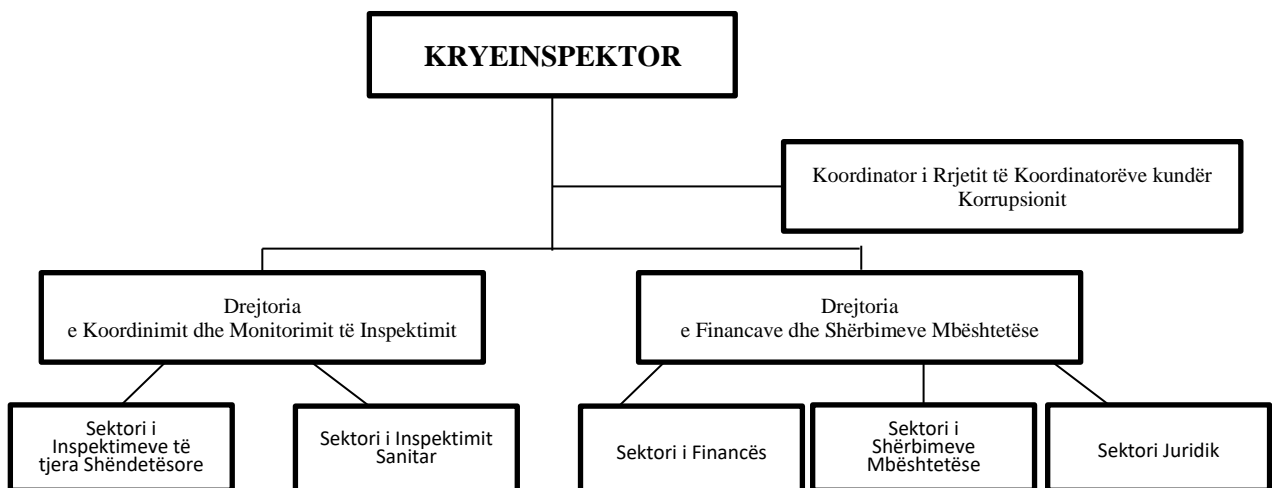 KRYEINSPEKTOR
Koordinator i Rrjetit të Koordinatorëve kundër
Korrupsionit
Drejtoria
e Koordinimit dhe Monitorimit të Inspektimit
Drejtoria
e Financave dhe Shërbimeve Mbështetëse
Sektori i
Inspektimeve të
tjera Shëndetësore
Sektori i Inspektimit
Sanitar
Sektori i Financës
Sektori i
Shërbimeve
Mbështetëse
Sektori Juridik